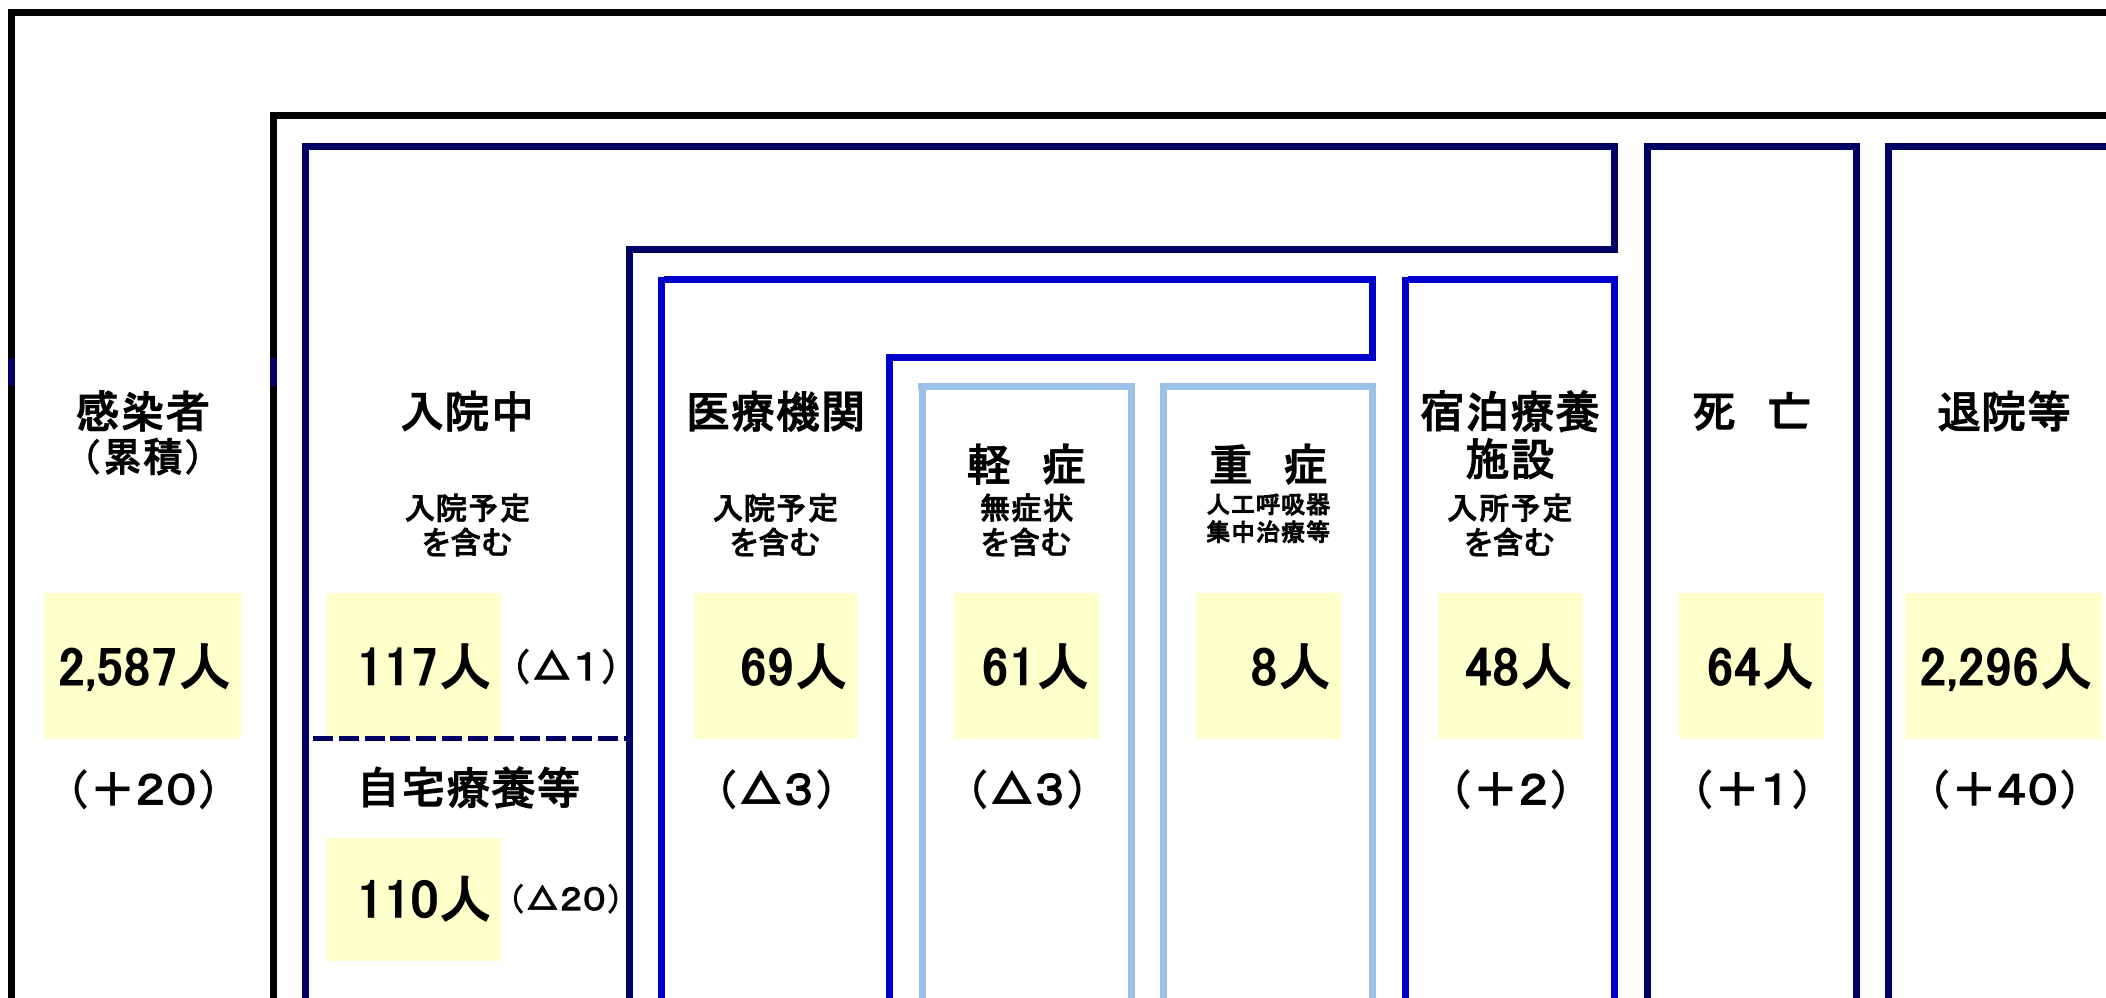 感染者
（累積）
2,587人
（＋20）
入院中
入院予定
を含む
117人（△1）
自宅療養等
110人（△20）
医療機関
入院予定
を含む
69人
（△3）
軽 症
無症状
を含む
61人
（△3）
重 症
人工呼吸器
集中治療等
8人
宿泊療養
施設
入所予定
を含む
48人
（＋2）
死 亡
64人
（＋1）
退院等
2,296人
（＋40）